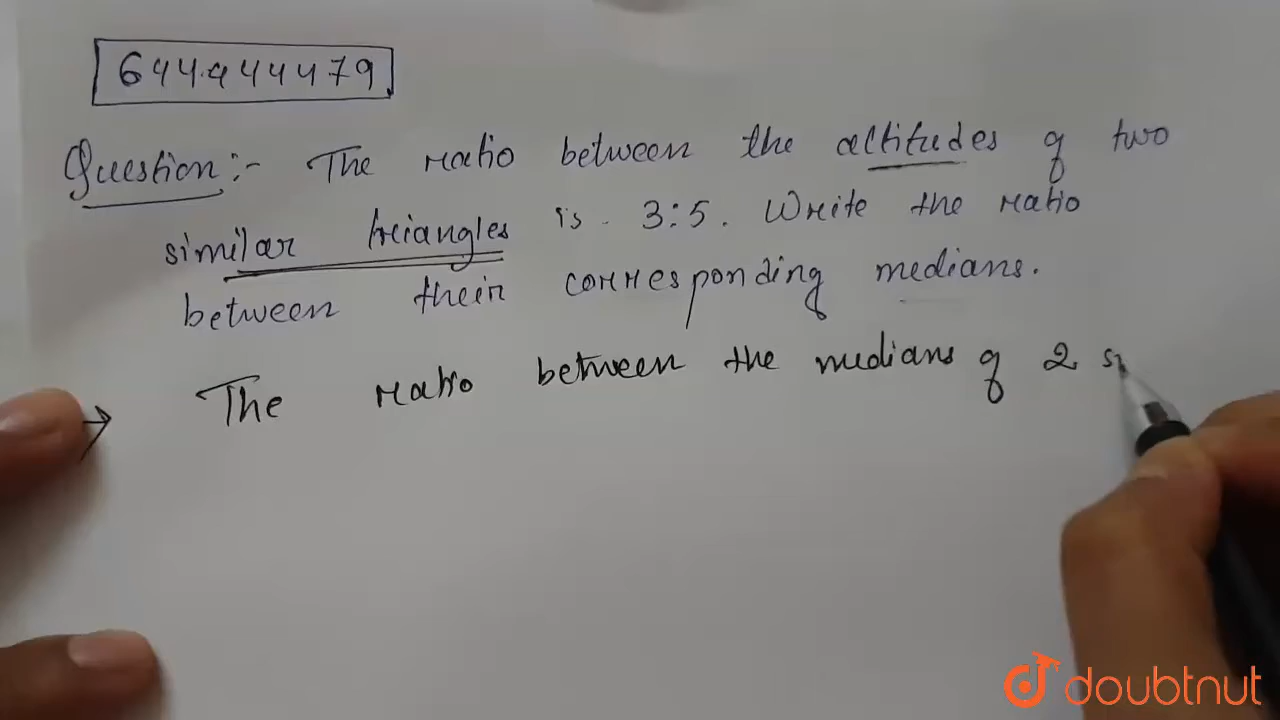 644444479
Question:- The ratio between the altitudes of two
similar triangles is 3:5. Write the ratio
between their corresponding medians.
→ The ratio between the medians of 2 s
doubtnut